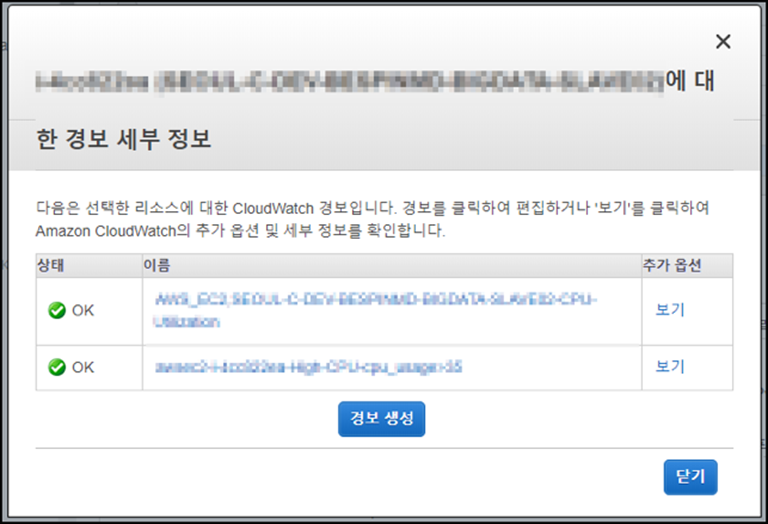 에 대
한 경보 세부 정보
다음은 선택한 리소스에 대한 CloudWatch 경보입니다. 경보를 클릭하여 편집하거나 '보기'를 클릭하여
Amazon CloudWatch의 추가 옵션 및 세부 정보를 확인합니다.
상태 이름 추가 옵션
OK 보기
OK 보기
경보 생성
닫기